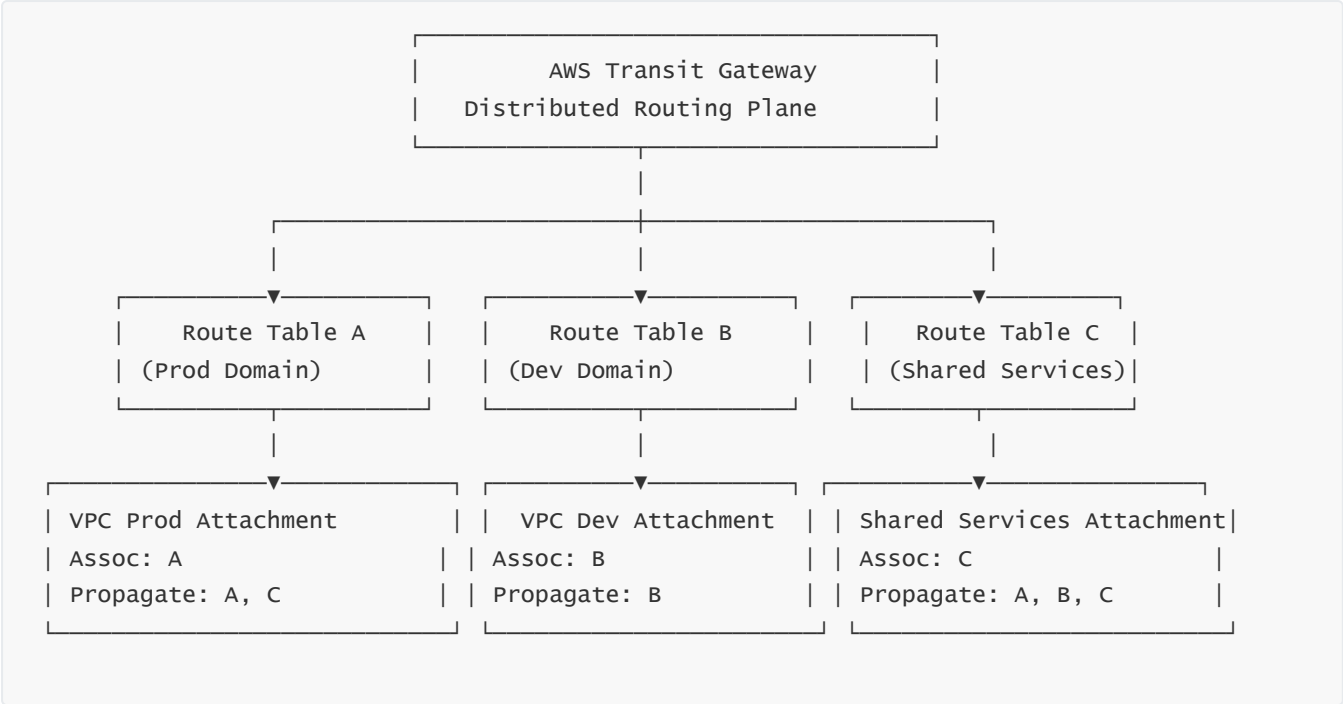 AWS Transit Gateway
Distributed Routing Plane
Route Table A Route Table B Route Table C
(Prod Domain) (Dev Domain) (Shared Services)
VPC Prod Attachment VPC Dev Attachment Shared Services Attachment
Assoc: A Assoc: B Assoc: C
Propagate: A, C Propagate: B Propagate: A, B, C